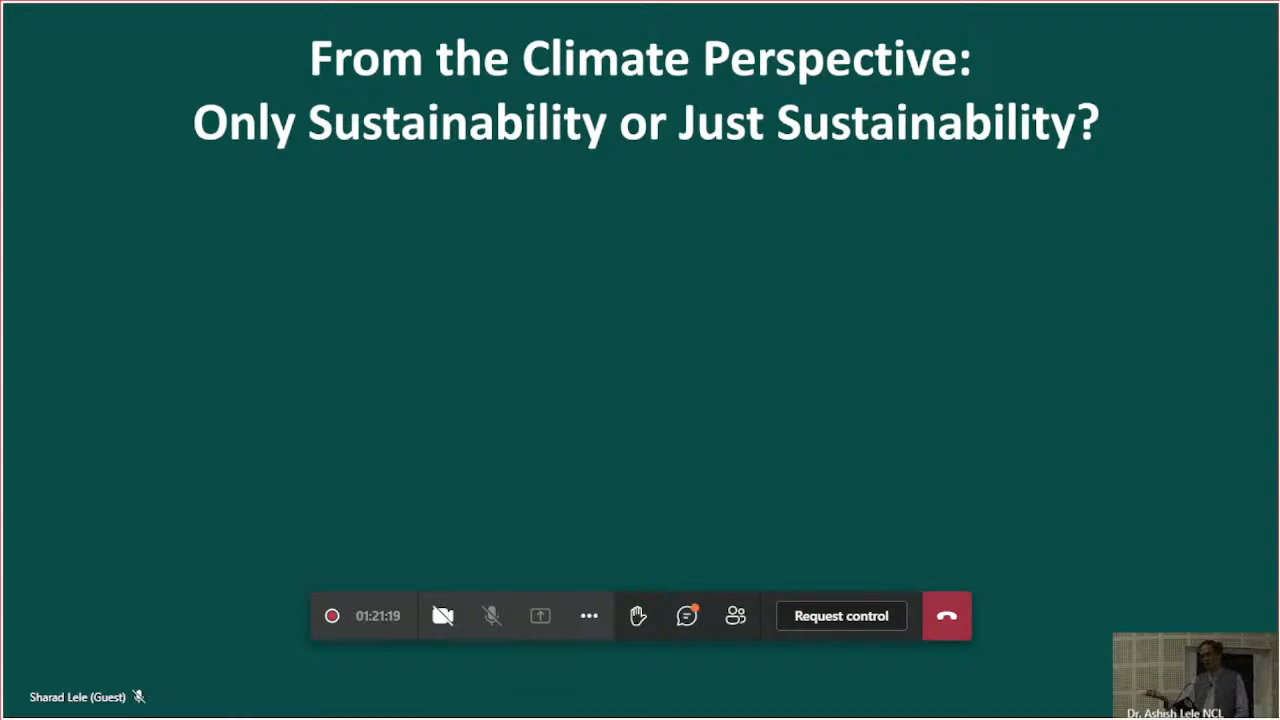 From the Climate Perspective:
Only Sustainability or Just Sustainability?
01:21:19
Request control
Sharad Lele (Guest)
Dr. Ashish Lele NCL